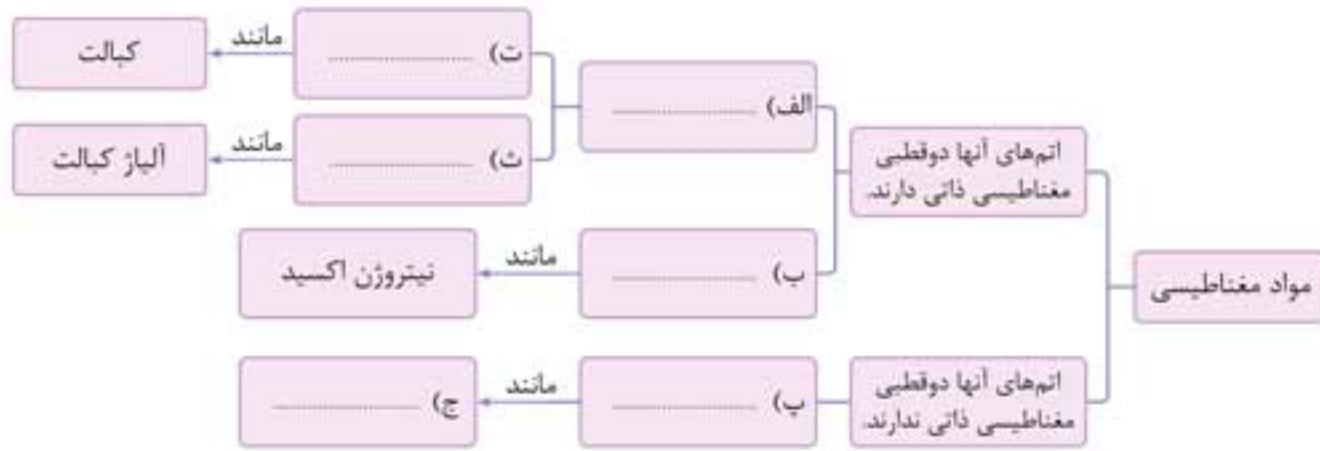 مواد مغناطیسی
اتم‌های آنها دوقطبی
مغناطیسی ذاتی دارند.
الف) ........................
ت) ........................
مانند
کبالت
ث) ........................
مانند
آلیاژ کبالت
ب) ........................
مانند
نیتروژن اکسید
اتم‌های آنها دوقطبی
مغناطیسی ذاتی ندارند.
پ) ........................
مانند
ج) ........................